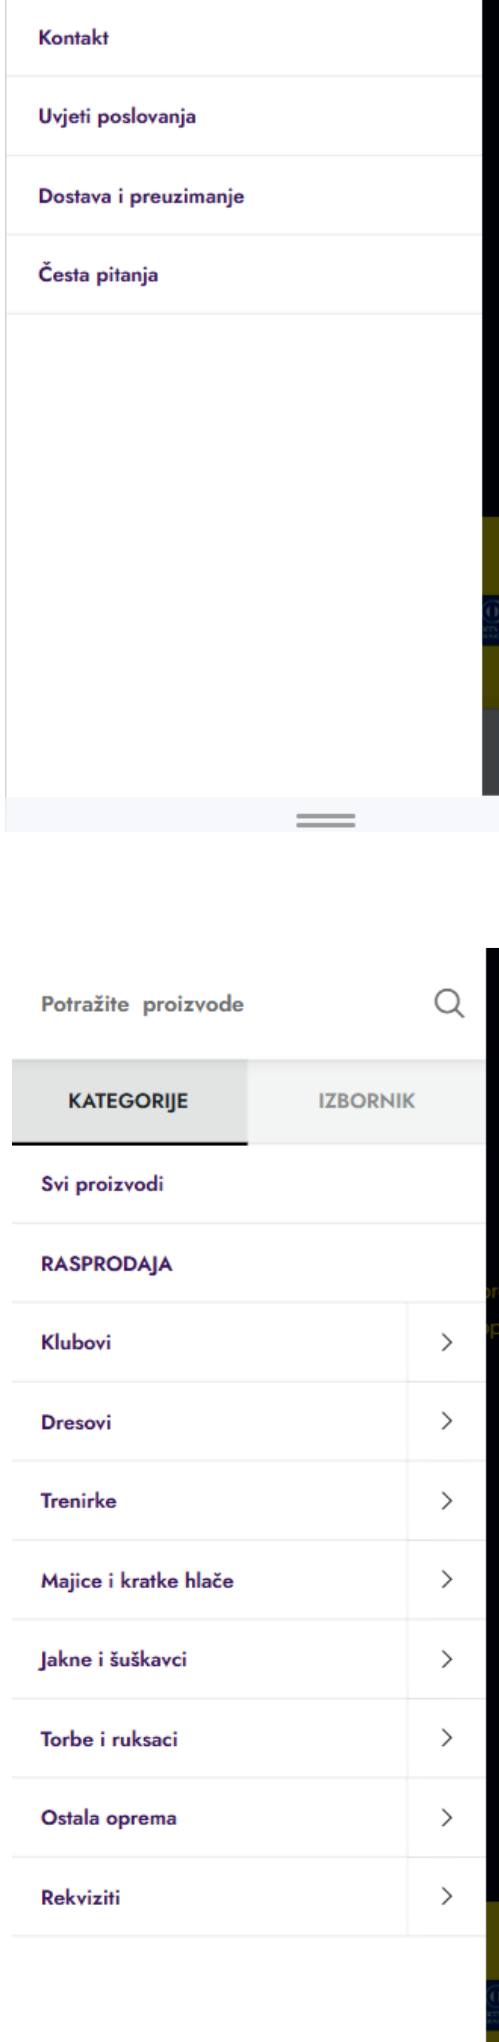 Kontakt
Uvjeti poslovanja
Dostava i preuzimanje
Česta pitanja
Potražite proizvode
KATEGORIJE IZBORNIK
Svi proizvodi
RASPRODAJA
Klubovi
Dresovi
Trenirke
Majice i kratke hlače
Jakne i šuškavci
Torbe i ruksaci
Ostala oprema
Rekviziti